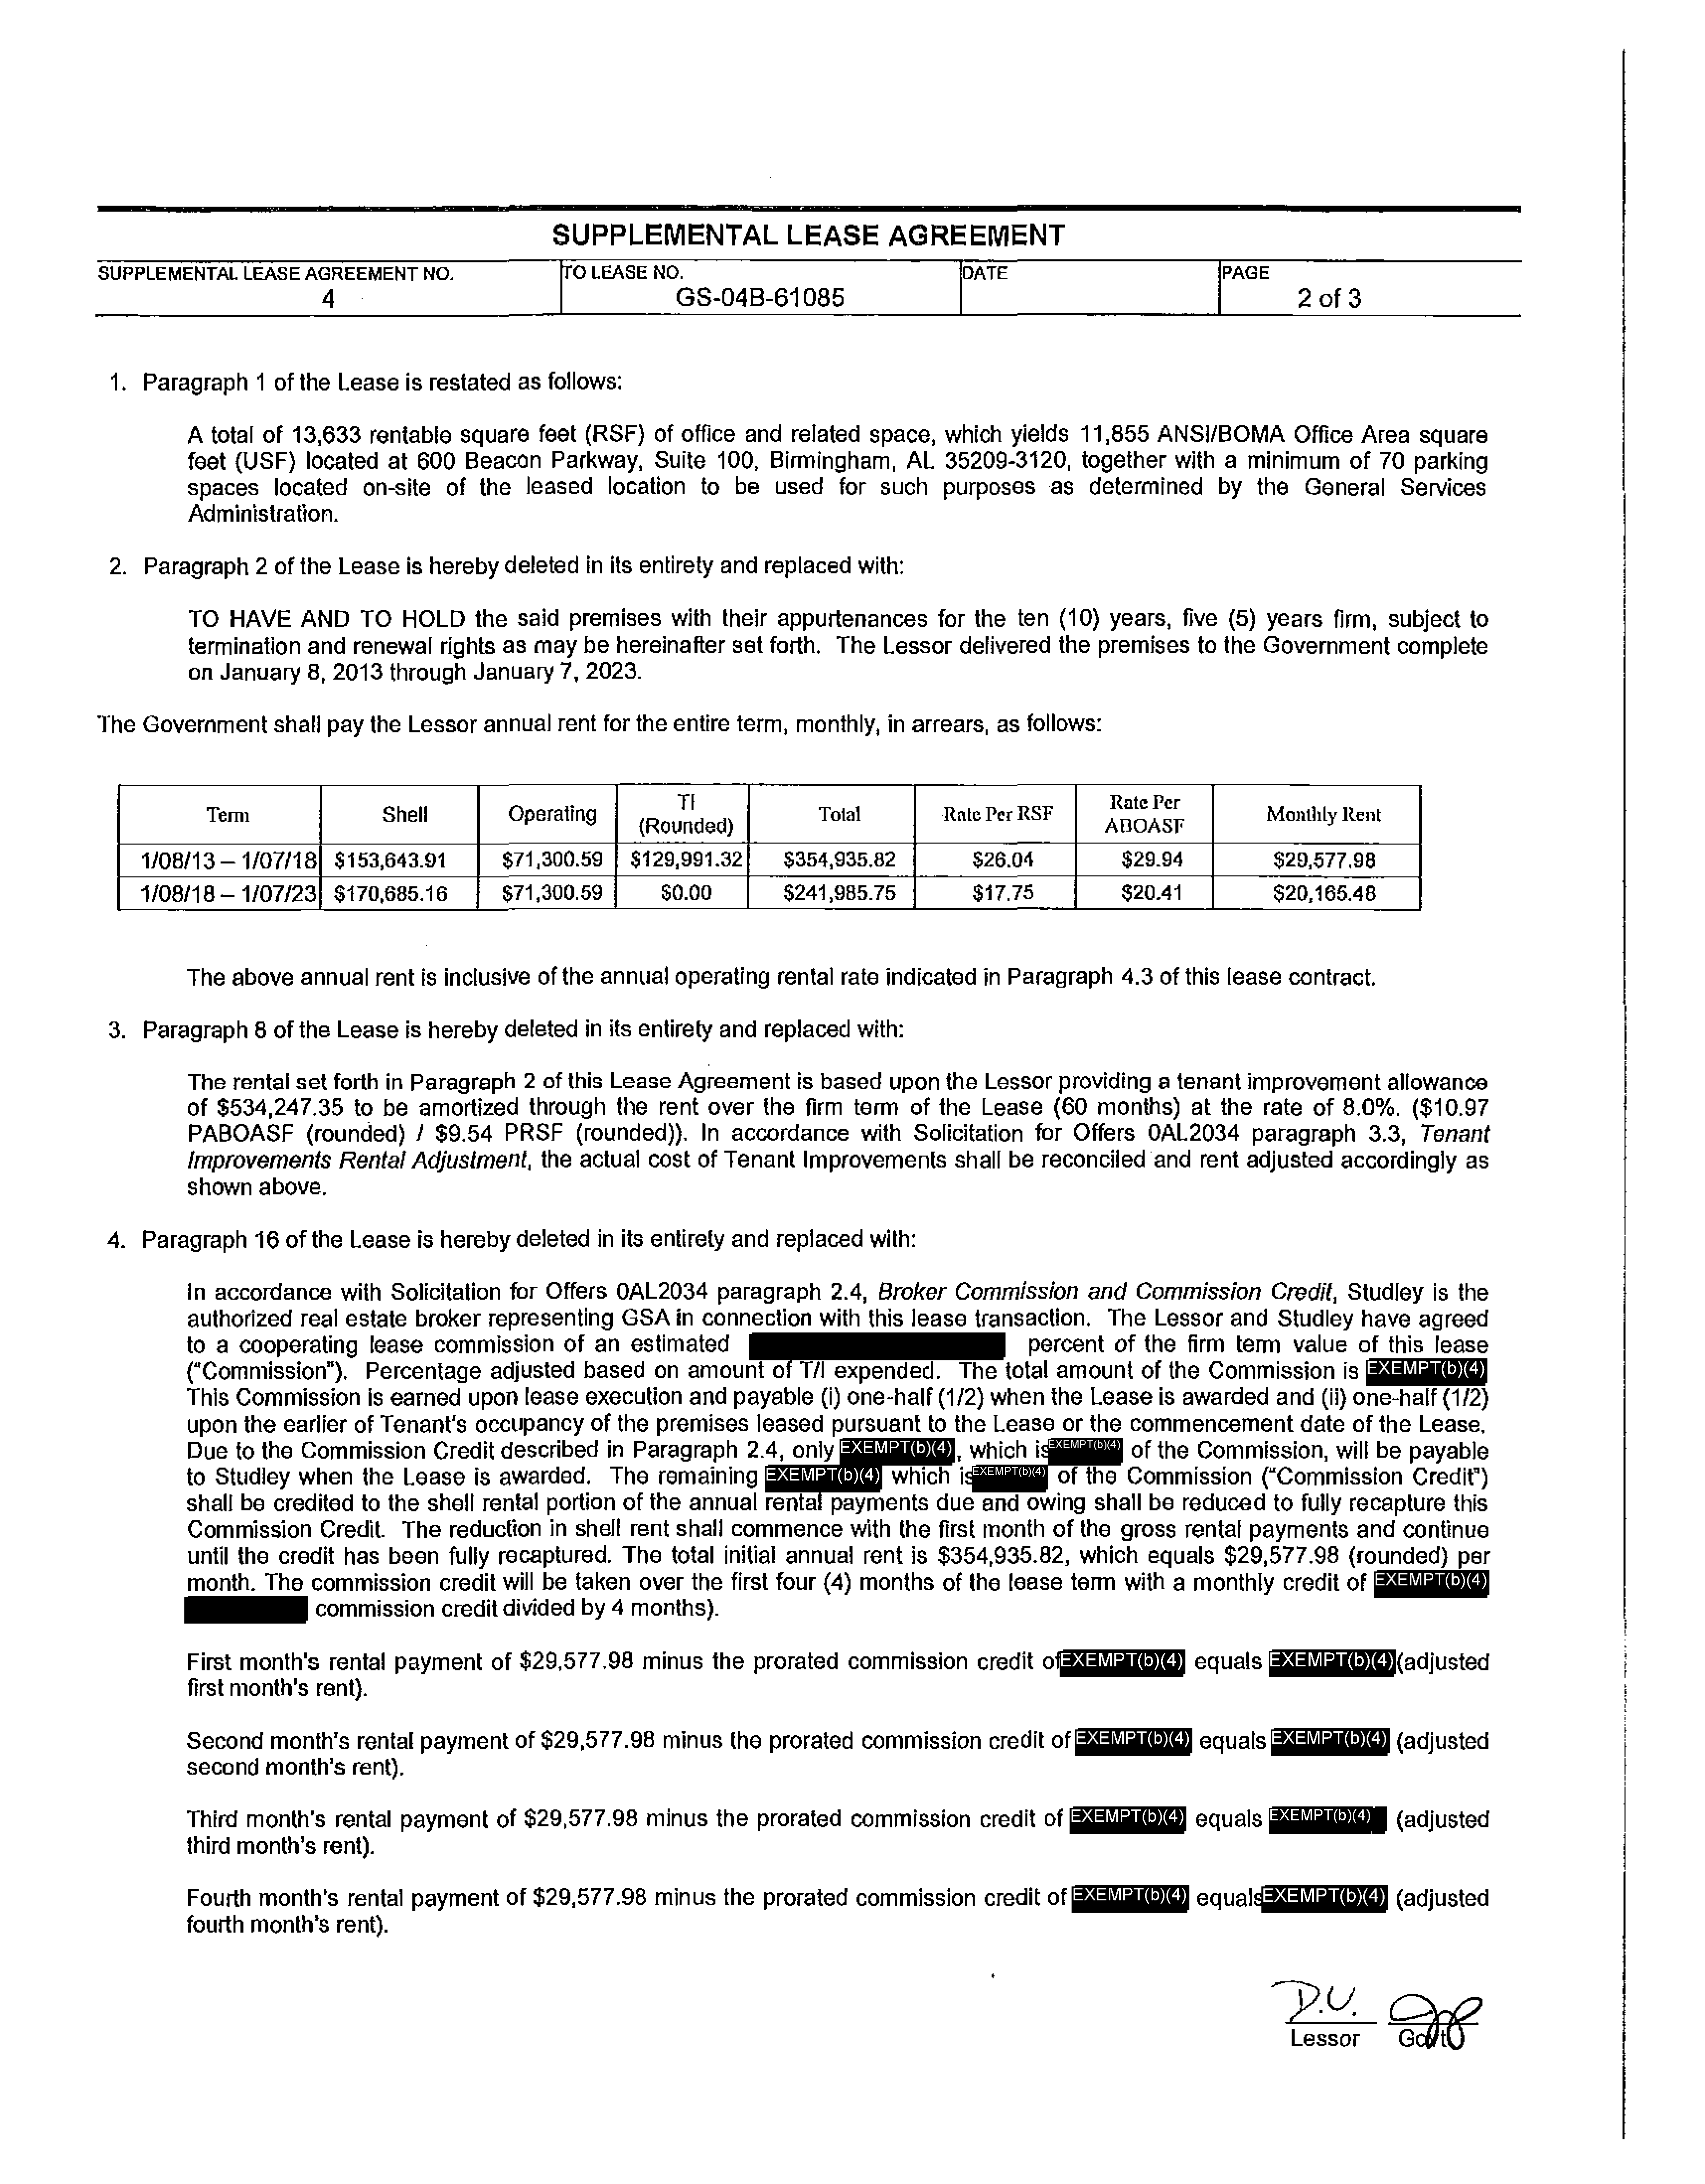 SUPPLEMENTAL LEASE AGREEMENT
SUPPLEMENTAL LEASE AGREEMENT NO. TO LEASE NO. DATE PAGE
4 GS-04B-61085 2 of 3
1. Paragraph 1 of the Lease is restated as follows:
A total of 13,633 rentable square feet (RSF) of office and related space, which yields 11,855 ANSI/BOMA Office Area square
feet (USF) located at 600 Beacon Parkway, Suite 100, Birmingham, AL 35209-3120, together with a minimum of 70 parking
spaces located on-site of the leased location to be used for such purposes as determined by the General Services
Administration.
2. Paragraph 2 of the Lease is hereby deleted in its entirety and replaced with:
TO HAVE AND TO HOLD the said premises with their appurtenances for the ten (10) years, five (5) years firm, subject to
termination and renewal rights as may be hereinafter set forth. The Lessor delivered the premises to the Government complete
on January 8, 2013 through January 7, 2023.
The Government shall pay the Lessor annual rent for the entire term, monthly, in arrears, as follows:
Term Shell Operating TI (Rounded) Total Rate Per RSF Rate Per ABOASF Monthly Rent
1/08/13 – 1/07/18 $153,643.91 $71,300.59 $129,991.32 $354,935.82 $26.04 $29.94 $29,577.98
1/08/18 – 1/07/23 $170,685.16 $71,300.59 $0.00 $241,985.75 $17.75 $20.41 $20,165.48
The above annual rent is inclusive of the annual operating rental rate indicated in Paragraph 4.3 of this lease contract.
3. Paragraph 8 of the Lease is hereby deleted in its entirety and replaced with:
The rental set forth in Paragraph 2 of this Lease Agreement is based upon the Lessor providing a tenant improvement allowance
of $534,247.35 to be amortized through the rent over the firm term of the Lease (60 months) at the rate of 8.0%. ($10.97
PABOASF (rounded) / $9.54 PRSF (rounded)). In accordance with Solicitation for Offers 0AL2034 paragraph 3.3, Tenant
Improvements Rental Adjustment, the actual cost of Tenant Improvements shall be reconciled and rent adjusted accordingly as
shown above.
4. Paragraph 16 of the Lease is hereby deleted in its entirety and replaced with:
In accordance with Solicitation for Offers 0AL2034 paragraph 2.4, Broker Commission and Commission Credit, Studley is the
authorized real estate broker representing GSA in connection with this lease transaction. The Lessor and Studley have agreed
to a cooperating lease commission of an estimated percent of the firm term value of this lease
("Commission"). Percentage adjusted based on amount of T/I expended. The total amount of the Commission is EXEMPT(b)(4)
This Commission is earned upon lease execution and payable (i) one-half (1/2) when the Lease is awarded and (ii) one-half (1/2)
upon the earlier of Tenant's occupancy of the premises leased pursuant to the Lease or the commencement date of the Lease.
Due to the Commission Credit described in Paragraph 2.4, only EXEMPT(b)(4), which is EXEMPT(b)(4) of the Commission, will be payable
to Studley when the Lease is awarded. The remaining EXEMPT(b)(4) which is EXEMPT(b)(4) of the Commission ("Commission Credit")
shall be credited to the shell rental portion of the annual rental payments due and owing shall be reduced to fully recapture this
Commission Credit. The reduction in shell rent shall commence with the first month of the gross rental payments and continue
until the credit has been fully recaptured. The total initial annual rent is $354,935.82, which equals $29,577.98 (rounded) per
month. The commission credit will be taken over the first four (4) months of the lease term with a monthly credit of EXEMPT(b)(4)
commission credit divided by 4 months).
First month's rental payment of $29,577.98 minus the prorated commission credit of EXEMPT(b)(4) equals EXEMPT(b)(4) (adjusted
first month's rent).
Second month's rental payment of $29,577.98 minus the prorated commission credit of EXEMPT(b)(4) equals EXEMPT(b)(4) (adjusted
second month's rent).
Third month's rental payment of $29,577.98 minus the prorated commission credit of EXEMPT(b)(4) equals EXEMPT(b)(4) (adjusted
third month's rent).
Fourth month's rental payment of $29,577.98 minus the prorated commission credit of EXEMPT(b)(4) equals EXEMPT(b)(4) (adjusted
fourth month's rent).
D.U.
Lessor Gov't